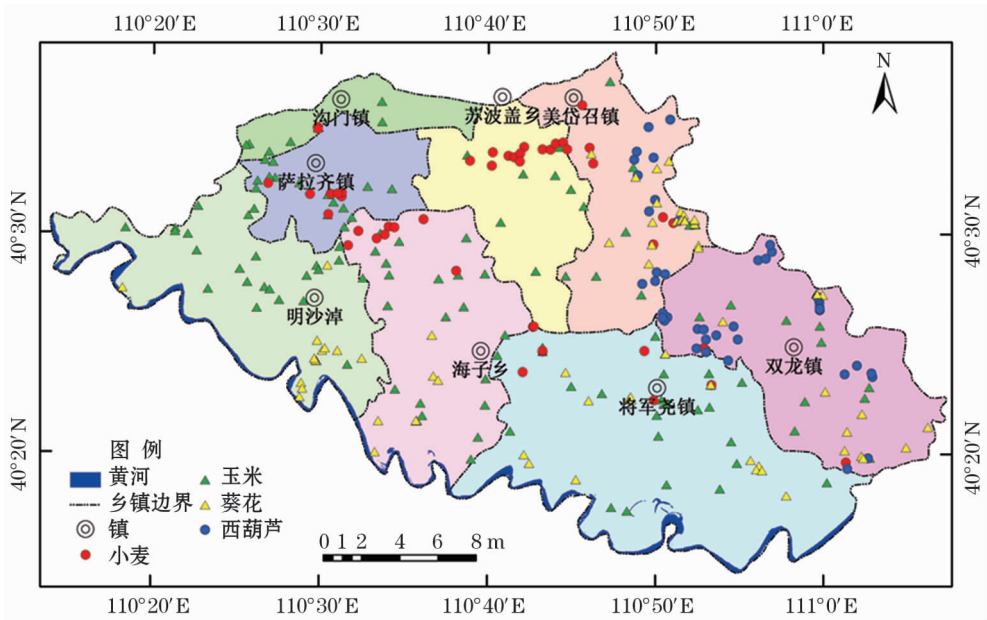 110°20′E 110°30′E 110°40′E 110°50′E 111°0′E
N
沟门镇
苏波盖乡
美岱召镇
萨拉齐镇
40°30′N
40°30′N
明沙淖
海子乡
双龙镇
将军尧镇
图 例
黄河
玉米
乡镇边界
葵花
镇
西葫芦
小麦
40°20′N
40°20′N
0 1 2 4 6 8 m
110°20′E 110°30′E 110°40′E 110°50′E 111°0′E